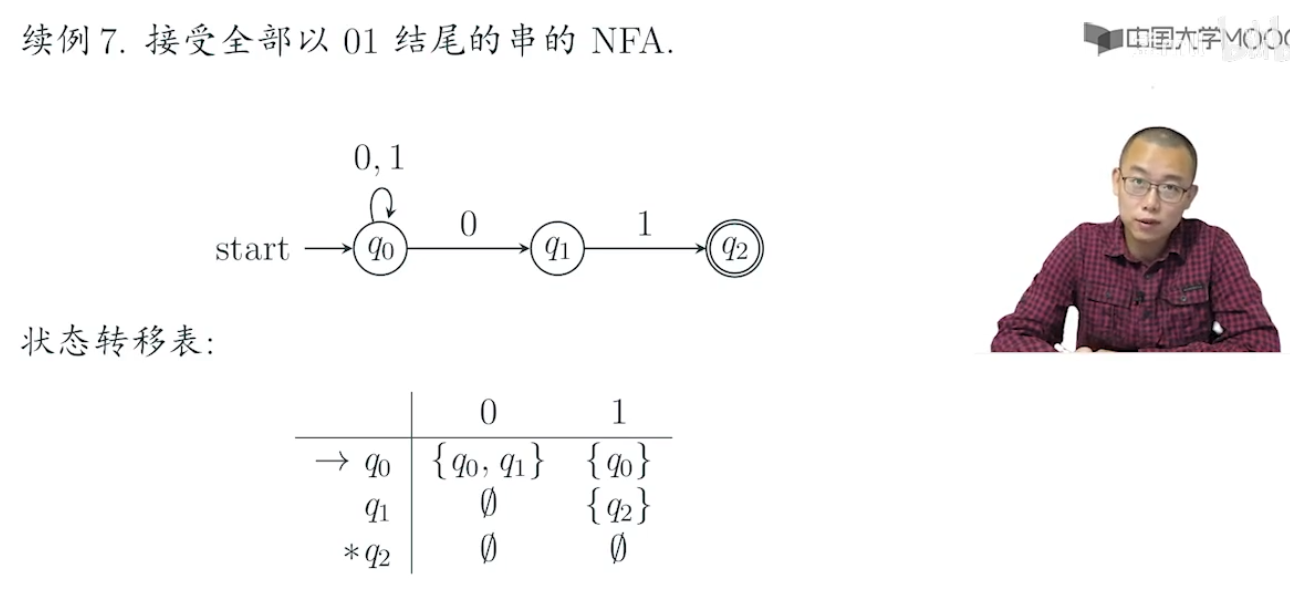 续例 7. 接受全部以 01 结尾的串的 NFA.
中国大学MOOC
0, 1
start q₀ 0 q₁ 1 q₂
状态转移表:
0 1
→ q₀ {q₀, q₁} {q₀}
q₁ ∅ {q₂}
*q₂ ∅ ∅